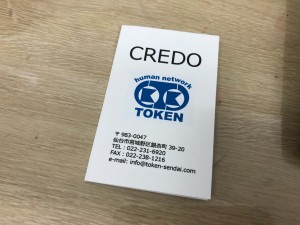 CREDO
human network
TOKEN
〒983-0047
仙台市宮城野区銀杏町 39-20
TEL : 022-231-6920
FAX : 022-238-1216
e-mail: info@token-sendai.com